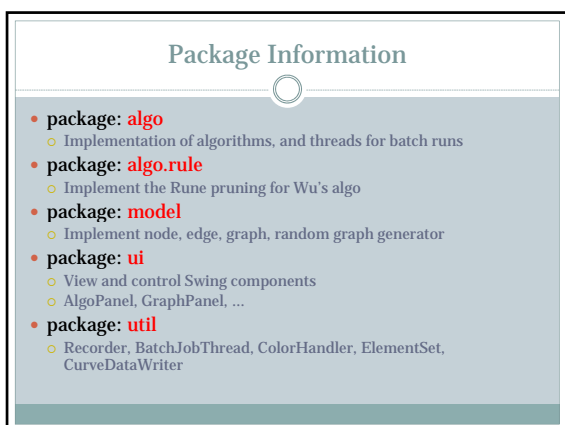 Package Information
• package: algo
Implementation of algorithms, and threads for batch runs
• package: algo.rule
Implement the Rune pruning for Wu's algo
• package: model
Implement node, edge, graph, random graph generator
• package: ui
View and control Swing components
AlgoPanel, GraphPanel, ...
• package: util
Recorder, BatchJobThread, ColorHandler, ElementSet,
CurveDataWriter